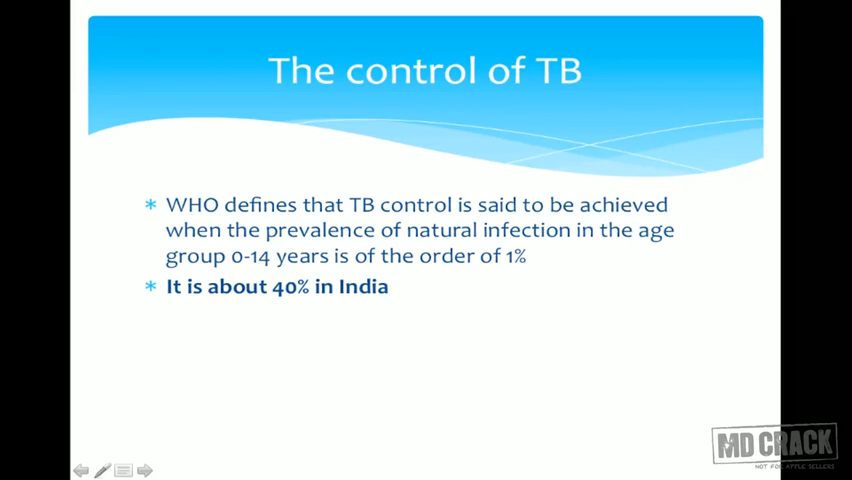 The control of TB
* WHO defines that TB control is said to be achieved
when the prevalence of natural infection in the age
group 0-14 years is of the order of 1%
* It is about 40% in India
MD CRACK
NOT FOR APPLE SELLERS